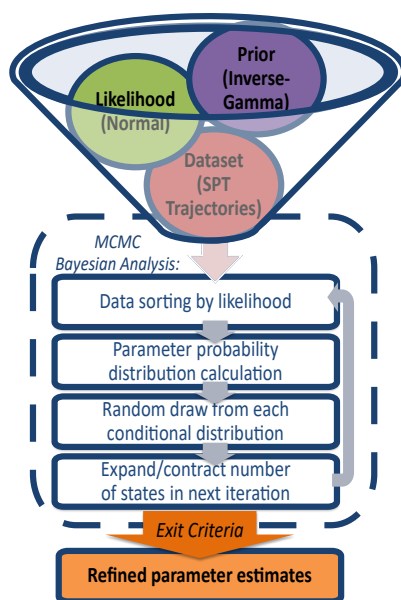 Prior
(Inverse-
Gamma)
Likelihood
(Normal)
Dataset
(SPT
Trajectories)
MCMC
Bayesian Analysis:
Data sorting by likelihood
Parameter probability
distribution calculation
Random draw from each
conditional distribution
Expand/contract number
of states in next iteration
Exit Criteria
Refined parameter estimates